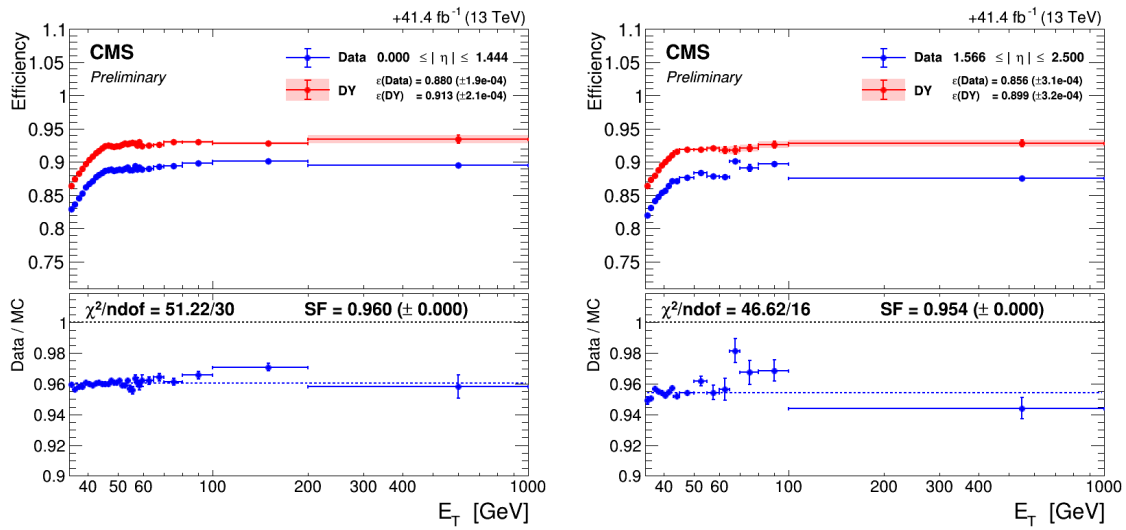 +41.4 fb⁻¹ (13 TeV)
Efficiency
1.1
1.05
1
0.95
0.9
0.85
0.8
0.75
CMS
Preliminary
Data 0.000 ≤ | η | ≤ 1.444
DY
ε(Data) = 0.880 (±1.9e-04)
ε(DY) = 0.913 (±2.1e-04)
Data / MC
1
0.98
0.96
0.94
0.92
0.9
χ²/ndof = 51.22/30 SF = 0.960 (± 0.000)
40 50 60 100 200 300 400 1000
E_T [GeV]
+41.4 fb⁻¹ (13 TeV)
Efficiency
1.1
1.05
1
0.95
0.9
0.85
0.8
0.75
CMS
Preliminary
Data 1.566 ≤ | η | ≤ 2.500
DY
ε(Data) = 0.856 (±3.1e-04)
ε(DY) = 0.899 (±3.2e-04)
Data / MC
1
0.98
0.96
0.94
0.92
0.9
χ²/ndof = 46.62/16 SF = 0.954 (± 0.000)
40 50 60 100 200 300 400 1000
E_T [GeV]